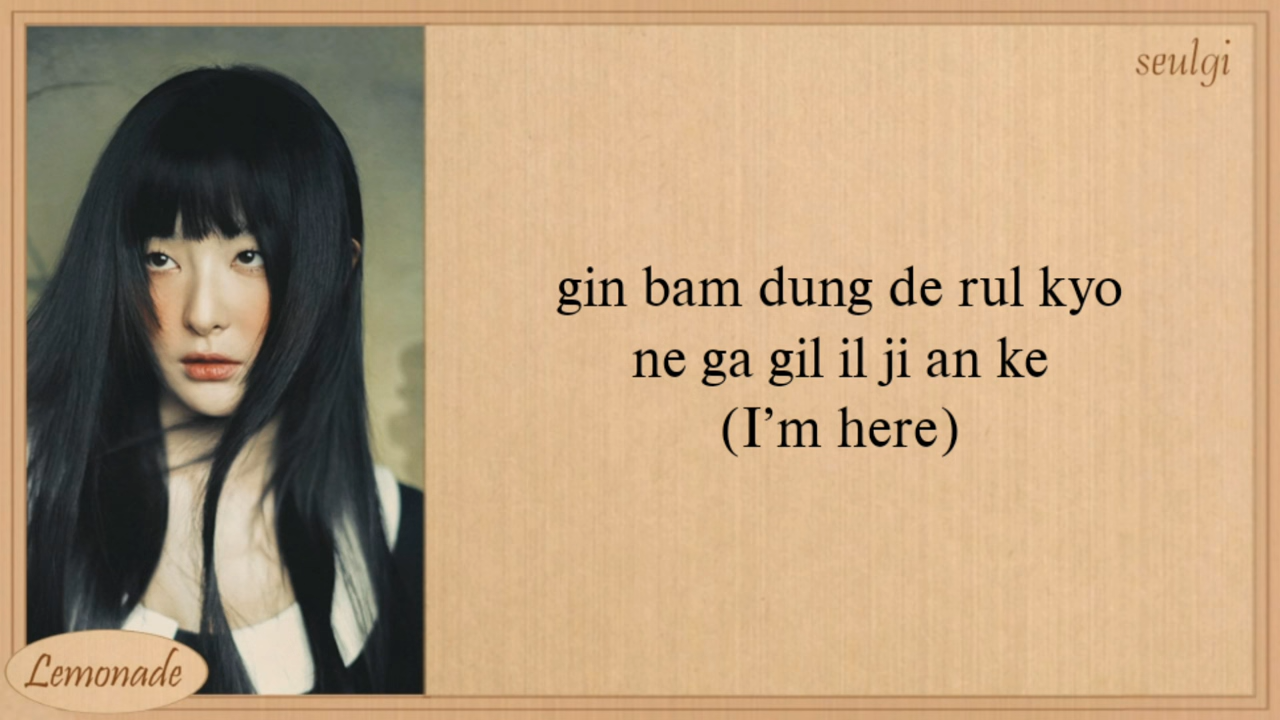 seulgi
gin bam dung de rul kyo
ne ga gil il ji an ke
(I’m here)
Lemonade